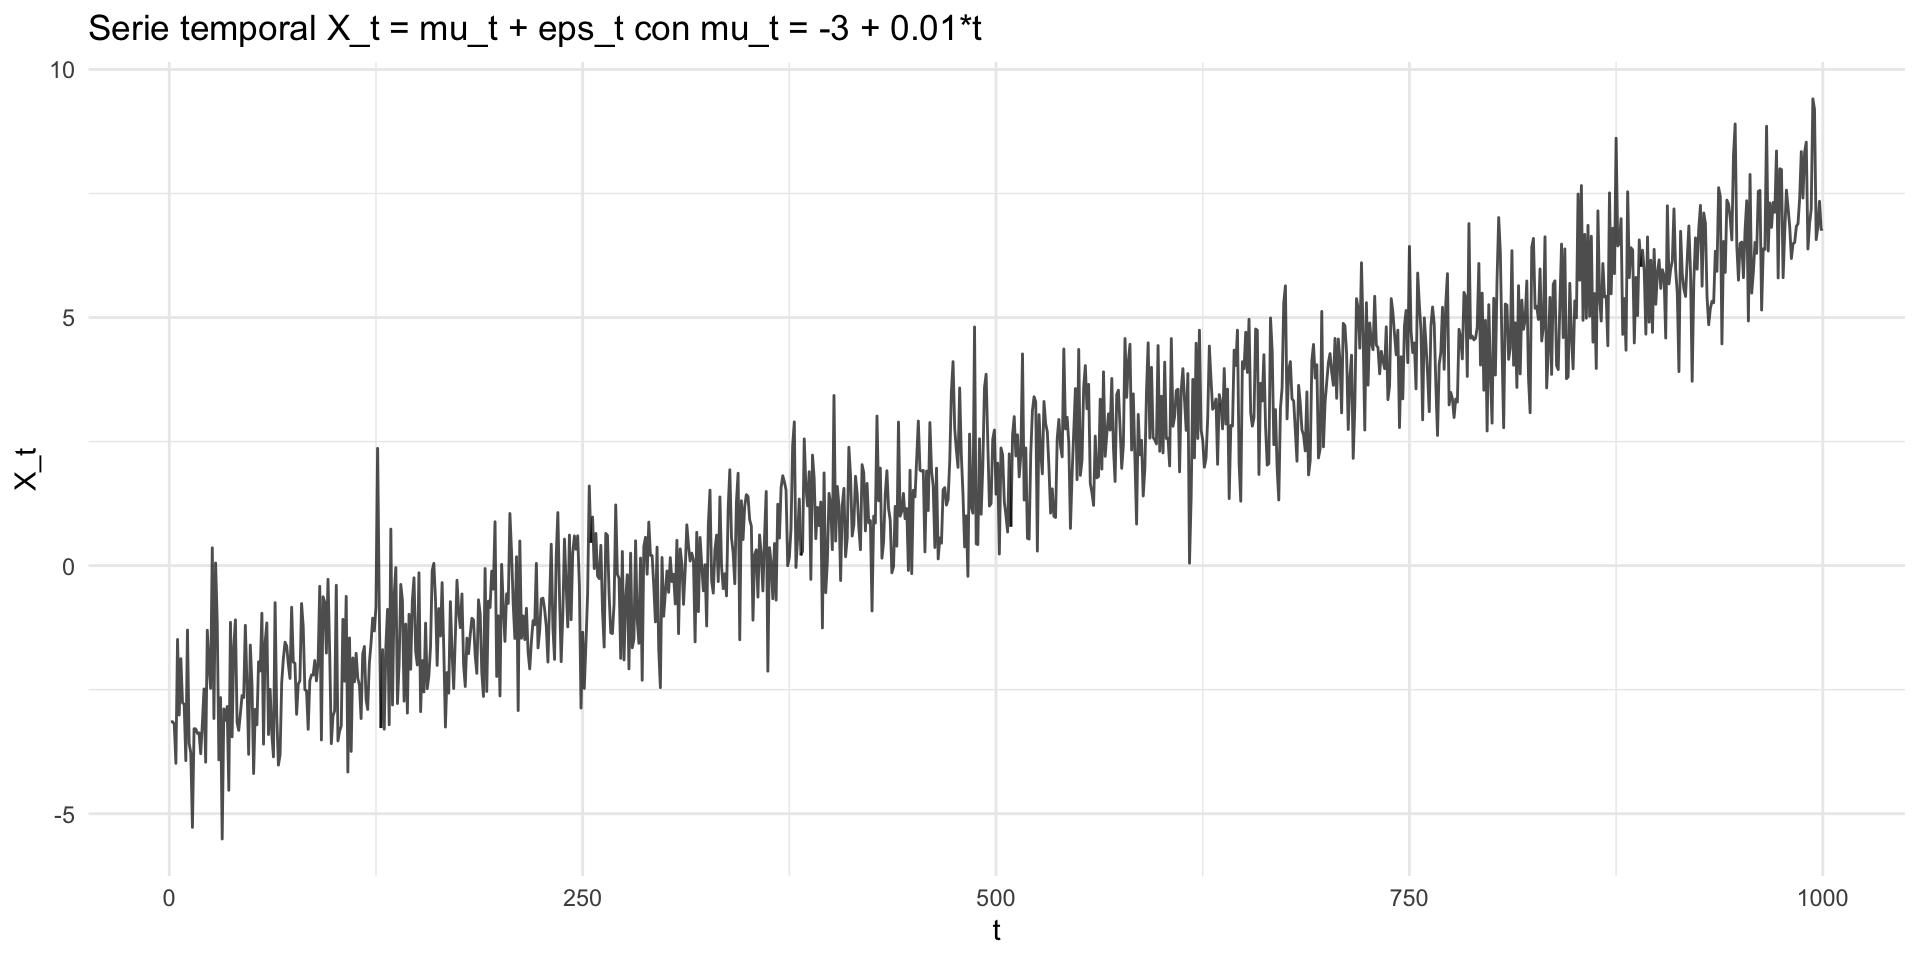 Serie temporal X_t = mu_t + eps_t con mu_t = -3 + 0.01*t
10
5
0
-5
X_t
0 250 500 750 1000
t